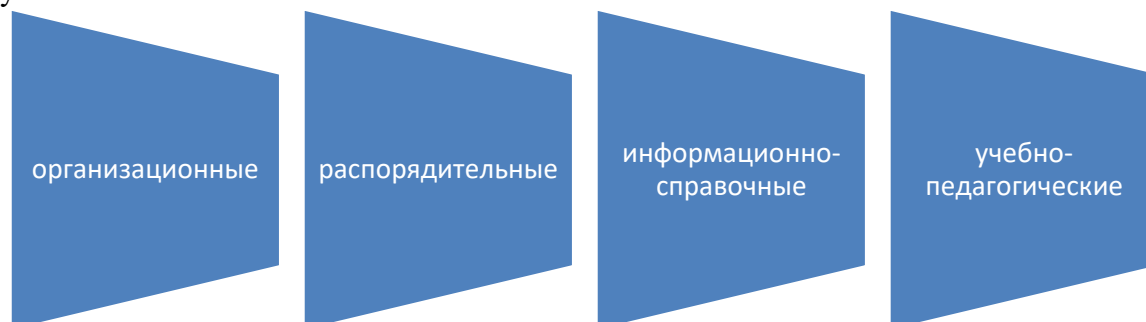 у
организационные
распорядительные
информационно-
справочные
учебно-
педагогические